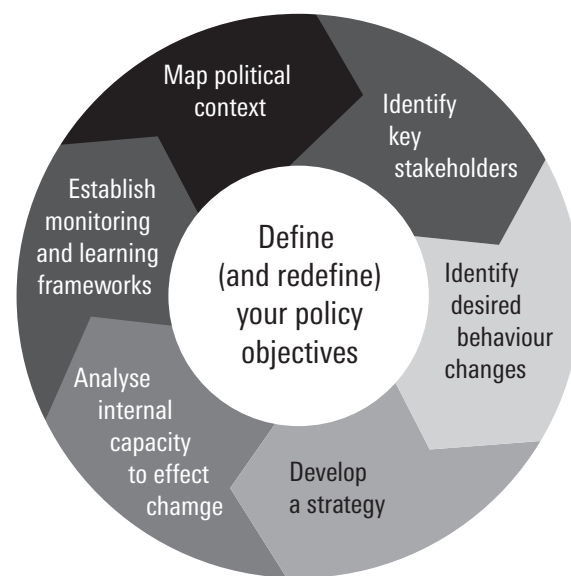 Map political
context
Identify
key
stakeholders
Identify
desired
behaviour
changes
Develop
a strategy
Analyse
internal
capacity
to effect
chamge
Establish
monitoring
and learning
frameworks
Define
(and redefine)
your policy
objectives